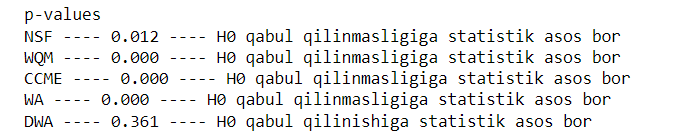 p-values
NSF ---- 0.012 ---- H0 qabul qilinmasligiga statistik asos bor
WQM ---- 0.000 ---- H0 qabul qilinmasligiga statistik asos bor
CCME ---- 0.000 ---- H0 qabul qilinmasligiga statistik asos bor
WA ---- 0.000 ---- H0 qabul qilinmasligiga statistik asos bor
DWA ---- 0.361 ---- H0 qabul qilinishiga statistik asos bor